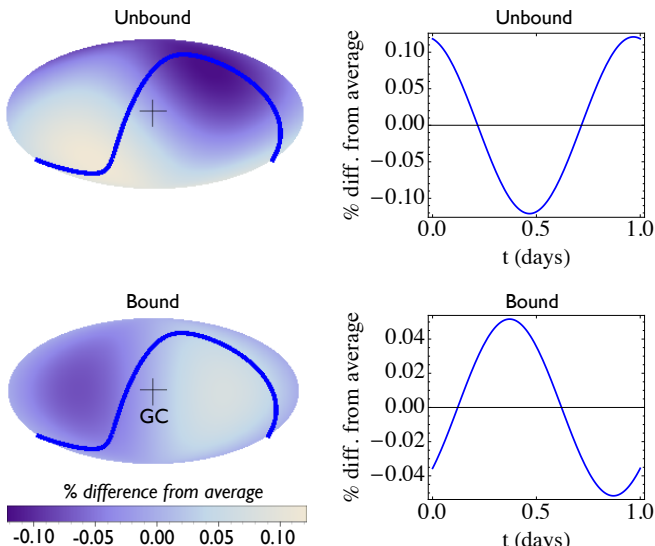 Unbound
Unbound
0.10
0.05
0.00
−0.05
−0.10
% diff. from average
0.0 0.5 1.0
t (days)
Bound
GC
Bound
0.04
0.02
0.00
−0.02
−0.04
% diff. from average
0.0 0.5 1.0
t (days)
% difference from average
-0.10 -0.05 0.00 0.05 0.10